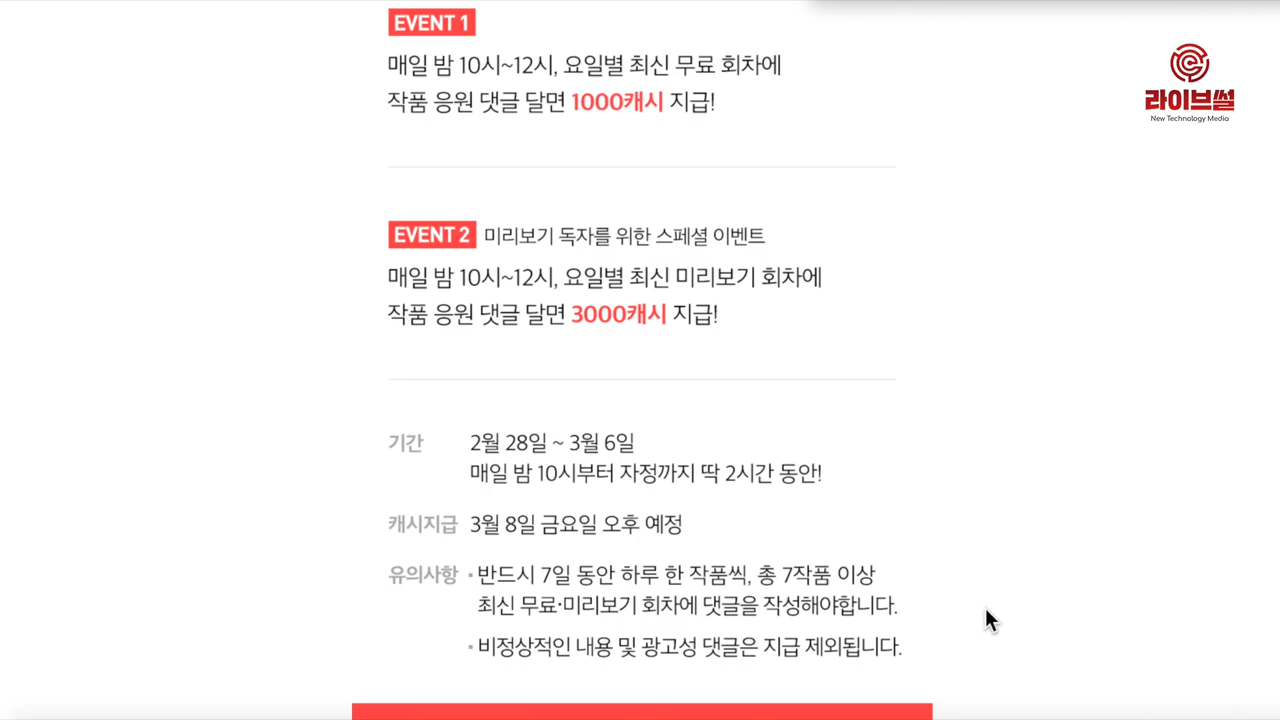 EVENT 1
매일 밤 10시~12시, 요일별 최신 무료 회차에
작품 응원 댓글 달면 1000캐시 지급!
라이브썰
New Technology Media
EVENT 2 미리보기 독자를 위한 스페셜 이벤트
매일 밤 10시~12시, 요일별 최신 미리보기 회차에
작품 응원 댓글 달면 3000캐시 지급!
기간 2월 28일 ~ 3월 6일
매일 밤 10시부터 자정까지 딱 2시간 동안!
캐시지급 3월 8일 금요일 오후 예정
유의사항 · 반드시 7일 동안 하루 한 작품씩, 총 7작품 이상
최신 무료·미리보기 회차에 댓글을 작성해야합니다.
· 비정상적인 내용 및 광고성 댓글은 지급 제외됩니다.